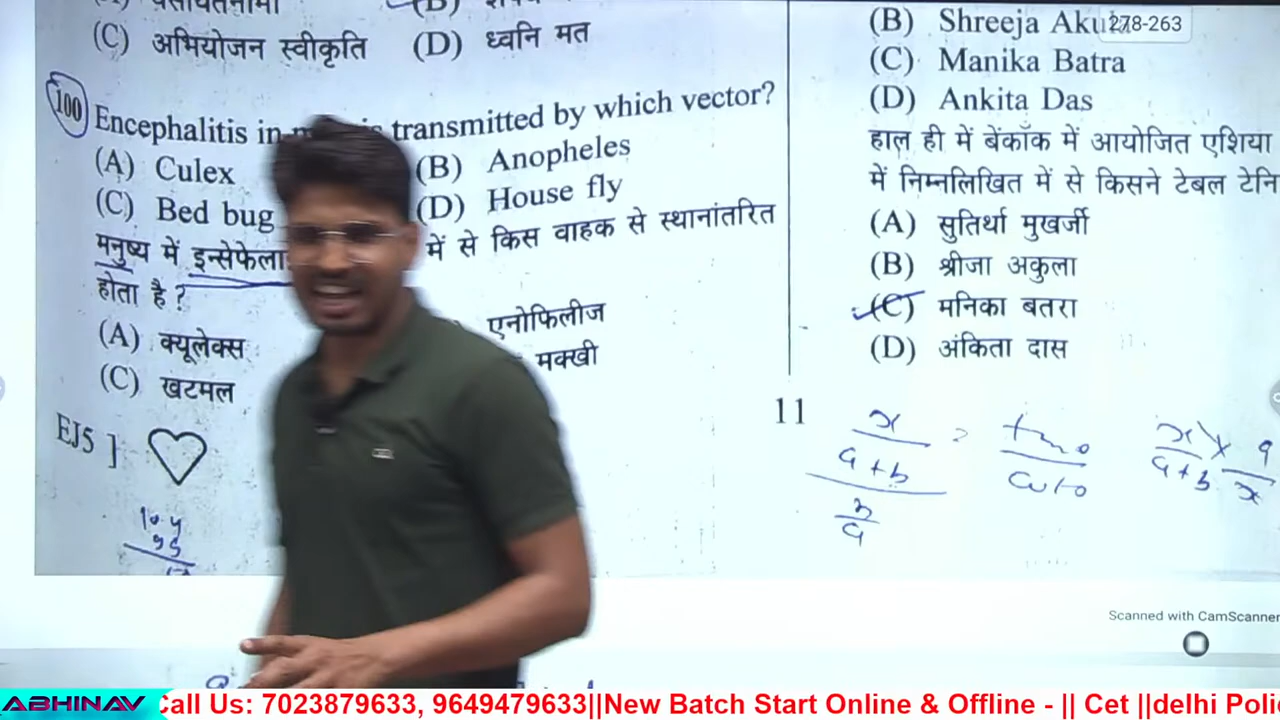 (C) अभियोजन स्वीकृति (D) ध्वनि मत
100 Encephalitis in transmitted by which vector?
(A) Culex (B) Anopheles
(C) Bed bug (D) House fly
मनुष्य में इन्सेफेला में से किस वाहक से स्थानांतरित
होता है ?
(A) क्यूलेक्स एनोफिलीज
(C) खटमल मक्खी
EJ5 ]
104
95
(B) Shreeja
278-263
(C) Manika Batra
(D) Ankita Das
हाल ही में बेंकॉक में आयोजित एशिया
में निम्नलिखित में से किसने टेबल टेनि
(A) सुतिर्था मुखर्जी
(B) श्रीजा अकुला
(C) मनिका बतरा
(D) अंकिता दास
11
Scanned with CamScanner
ABHINAV
Call Us: 7023879633, 9649479633||New Batch Start Online & Offline - || Cet ||delhi Poli